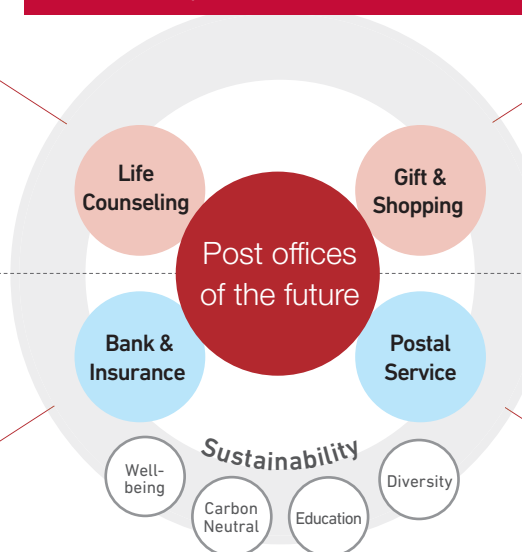 Life
Counseling
Gift &
Shopping
Post offices
of the future
Bank &
Insurance
Postal
Service
Sustainability
Well-
being
Carbon
Neutral
Education
Diversity